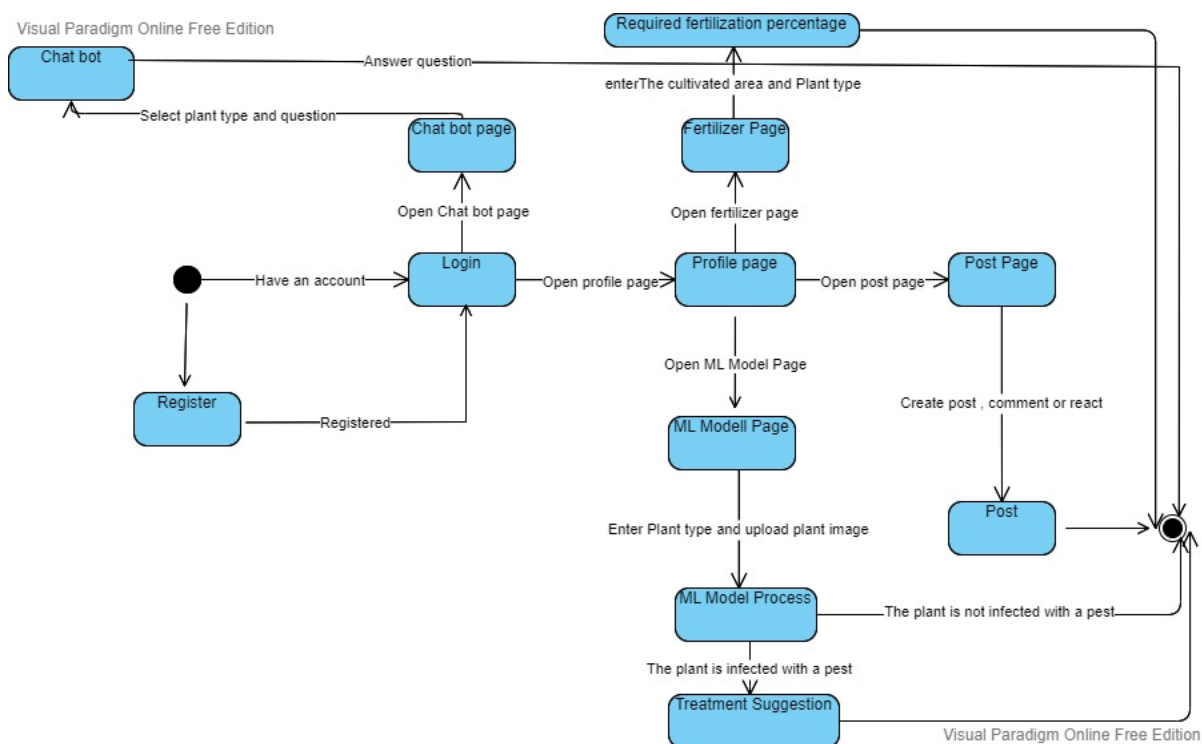 Visual Paradigm Online Free Edition
Required fertilization percentage
Chat bot
Answer question
enterThe cultivated area and Plant type
Select plant type and question
Chat bot page
Fertilizer Page
Open Chat bot page
Open fertilizer page
Login
Profile page
Post Page
Have an account
Open profile page
Open post page
Open ML Model Page
Register
Create post , comment or react
Registered
ML Modell Page
Post
Enter Plant type and upload plant image
ML Model Process
The plant is not infected with a pest
The plant is infected with a pest
Treatment Suggestion
Visual Paradigm Online Free Edition